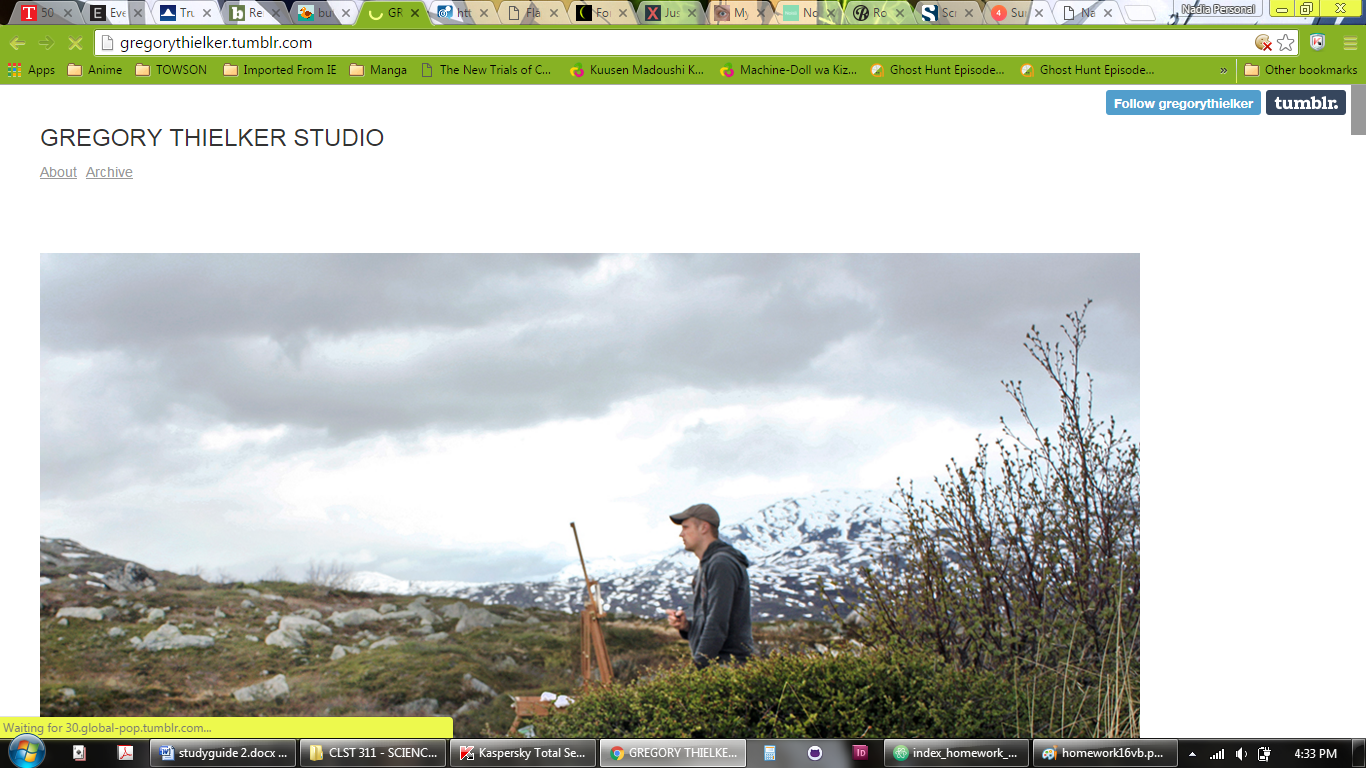 50
Eve
Tru
Re
bu
GR
htt
Fla
For
Jus
My
No
Ro
Scr
Su
Na
Nadia Personal
gregorythielker.tumblr.com
Apps Anime TOWSON Imported From IE Manga The New Trials of C... Kuusen Madoushi K... Machine-Doll wa Kiz... Ghost Hunt Episode... Ghost Hunt Episode... » Other bookmarks
Follow gregorythielker tumblr.
GREGORY THIELKER STUDIO
About Archive
Waiting for 30.global-pop.tumblr.com...
studyguide 2.docx ... CLST 311 - SCIENC... Kaspersky Total Se... GREGORY THIELKE... index_homework_... homework16vb.p... 4:33 PM